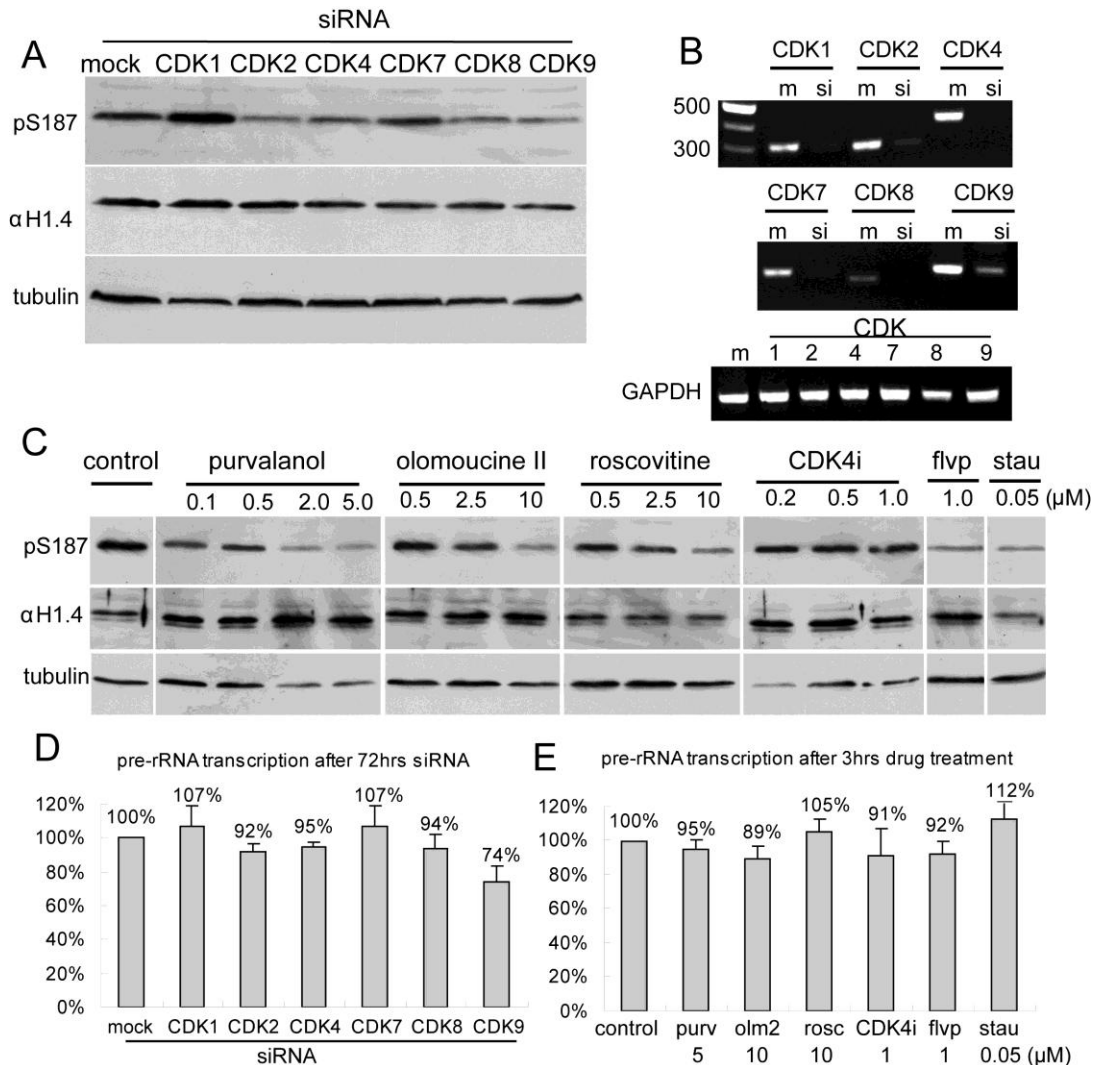 A
siRNA
mock CDK1 CDK2 CDK4 CDK7 CDK8 CDK9
pS187
αH1.4
tubulin
B
CDK1 CDK2 CDK4
m si m si m si
500
300
CDK7 CDK8 CDK9
m si m si m si
CDK
m 1 2 4 7 8 9
GAPDH
C
control purvalanol olomoucine II roscovitine CDK4i flvp stau
0.1 0.5 2.0 5.0 0.5 2.5 10 0.5 2.5 10 0.2 0.5 1.0 1.0 0.05 (μM)
pS187
αH1.4
tubulin
D
pre-rRNA transcription after 72hrs siRNA
120%
100%
80%
60%
40%
20%
0%
100% 107% 92% 95% 107% 94% 74%
mock CDK1 CDK2 CDK4 CDK7 CDK8 CDK9
siRNA
E
pre-rRNA transcription after 3hrs drug treatment
120%
100%
80%
60%
40%
20%
0%
100% 95% 89% 105% 91% 92% 112%
control purv olm2 rosc CDK4i flvp stau
5 10 10 1 1 0.05 (μM)